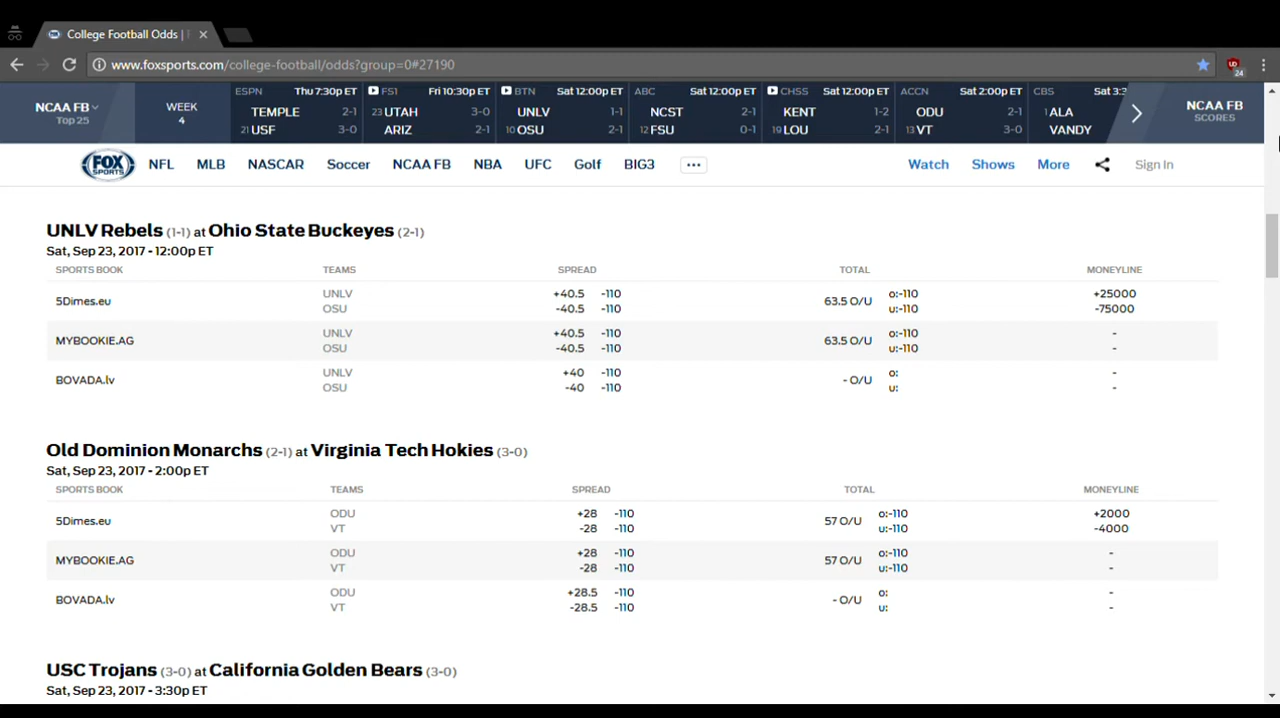 College Football Odds |
www.foxsports.com/college-football/odds?group=0#27190
24
NCAA FB
Top 25
WEEK
4
ESPN Thu 7:30p ET
TEMPLE 2-1
21 USF 3-0
FS1 Fri 10:30p ET
23 UTAH 3-0
ARIZ 2-1
BTN Sat 12:00p ET
UNLV 1-1
10 OSU 2-1
ABC Sat 12:00p ET
NCST 2-1
12 FSU 0-1
CHSS Sat 12:00p ET
KENT 1-2
19 LOU 2-1
ACCN Sat 2:00p ET
ODU 2-1
13 VT 3-0
CBS Sat 3:3
1 ALA
VANDY
NCAA FB
SCORES
FOX SPORTS NFL MLB NASCAR Soccer NCAA FB NBA UFC Golf BIG3 ... Watch Shows More Sign In
UNLV Rebels (1-1) at Ohio State Buckeyes (2-1)
Sat, Sep 23, 2017 - 12:00p ET
SPORTS BOOK TEAMS SPREAD TOTAL MONEYLINE
5Dimes.eu UNLV +40.5 -110 63.5 O/U o:-110 +25000
OSU -40.5 -110 u:-110 -75000
MYBOOKIE.AG UNLV +40.5 -110 63.5 O/U o:-110 -
OSU -40.5 -110 u:-110 -
BOVADA.lv UNLV +40 -110 - O/U o: -
OSU -40 -110 u: -
Old Dominion Monarchs (2-1) at Virginia Tech Hokies (3-0)
Sat, Sep 23, 2017 - 2:00p ET
SPORTS BOOK TEAMS SPREAD TOTAL MONEYLINE
5Dimes.eu ODU +28 -110 57 O/U o:-110 +2000
VT -28 -110 u:-110 -4000
MYBOOKIE.AG ODU +28 -110 57 O/U o:-110 -
VT -28 -110 u:-110 -
BOVADA.lv ODU +28.5 -110 - O/U o: -
VT -28.5 -110 u: -
USC Trojans (3-0) at California Golden Bears (3-0)
Sat, Sep 23, 2017 - 3:30p ET